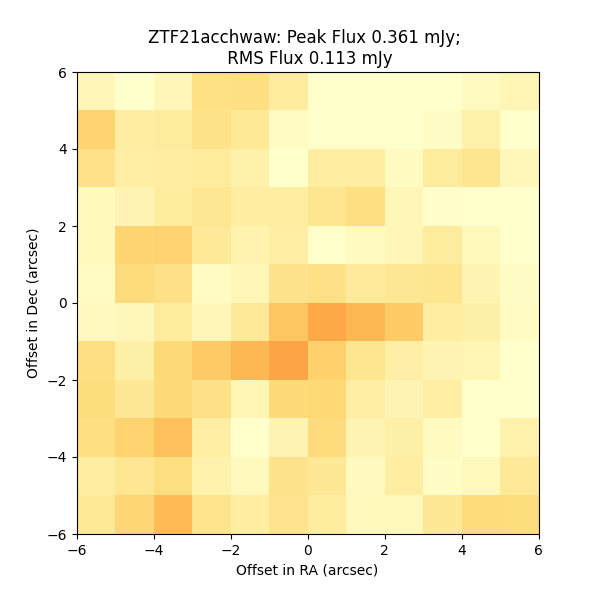 ZTF21acchwaw: Peak Flux 0.361 mJy;
RMS Flux 0.113 mJy
6
4
2
0
−2
−4
−6
Offset in Dec (arcsec)
−6 −4 −2 0 2 4 6
Offset in RA (arcsec)